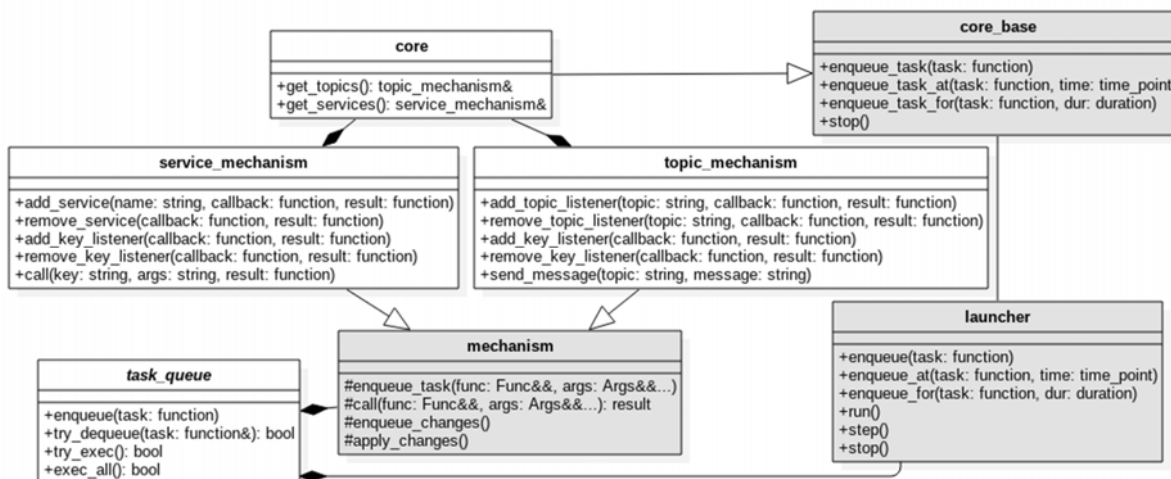 core
+get_topics(): topic_mechanism&
+get_services(): service_mechanism&
core_base
+enqueue_task(task: function)
+enqueue_task_at(task: function, time: time_point
+enqueue_task_for(task: function, dur: duration)
+stop()
service_mechanism
+add_service(name: string, callback: function, result: function)
+remove_service(callback: function, result: function)
+add_key_listener(callback: function, result: function)
+remove_key_listener(callback: function, result: function)
+call(key: string, args: string, result: function)
topic_mechanism
+add_topic_listener(topic: string, callback: function, result: function)
+remove_topic_listener(topic: string, callback: function, result: function)
+add_key_listener(callback: function, result: function)
+remove_key_listener(callback: function, result: function)
+send_message(topic: string, message: string)
mechanism
#enqueue_task(func: Func&&, args: Args&&...)
#call(func: Func&&, args: Args&&...): result
#enqueue_changes()
#apply_changes()
launcher
+enqueue(task: function)
+enqueue_at(task: function, time: time_point)
+enqueue_for(task: function, dur: duration)
+run()
+step()
+stop()
task_queue
+enqueue(task: function)
+try_dequeue(task: function&): bool
+try_exec(): bool
+exec_all(): bool